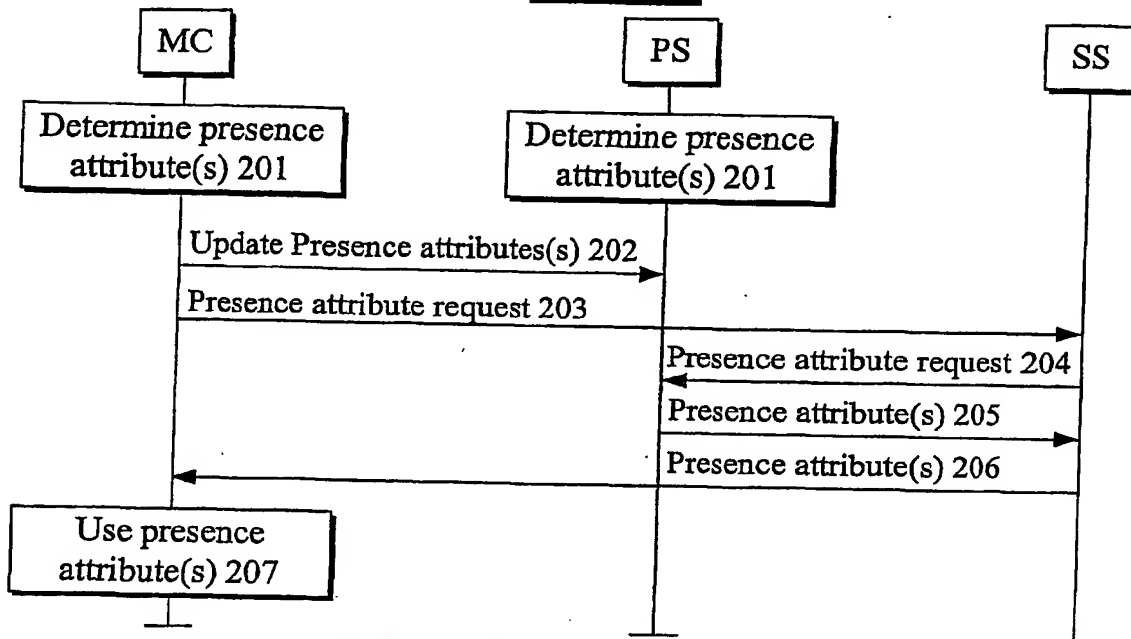 MC
PS
SS
Determine presence
attribute(s) 201
Determine presence
attribute(s) 201
Update Presence attributes(s) 202
Presence attribute request 203
Presence attribute request 204
Presence attribute(s) 205
Presence attribute(s) 206
Use presence
attribute(s) 207